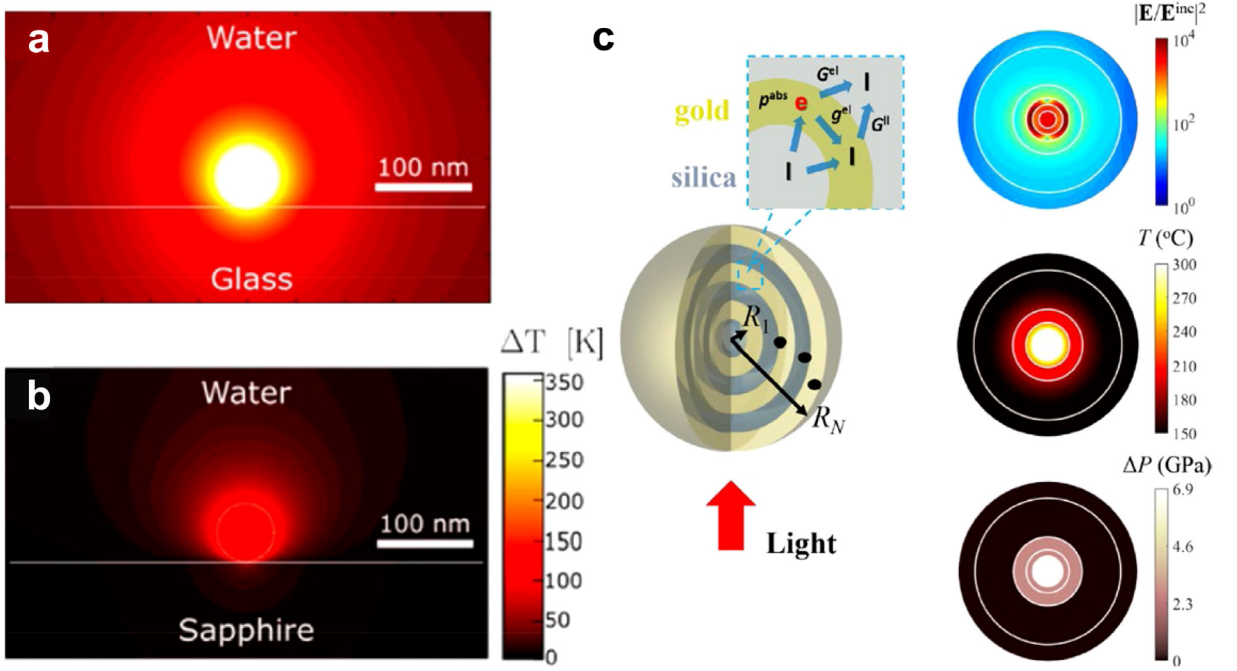 a
Water
100 nm
Glass
b
Water
100 nm
Sapphire
ΔT [K]
350
300
250
200
150
100
50
0
c
gold
silica
p^abs
e
G^el
l
g^el
G^ll
l
l
R_1
R_N
Light
|E/E^inc|^2
10^4
10^2
10^0
T (°C)
300
270
240
210
180
150
ΔP (GPa)
6.9
4.6
2.3
0